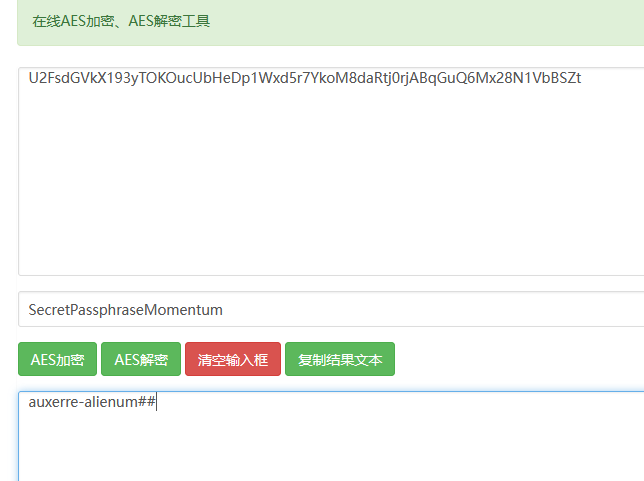 在线AES加密、AES解密工具
U2FsdGVkX193yTOKOucUbHeDp1Wxd5r7YkoM8daRtj0rjABqGuQ6Mx28N1VbBSZt
SecretPassphraseMomentum
AES加密 AES解密 清空输入框 复制结果文本
auxerre-alienum##